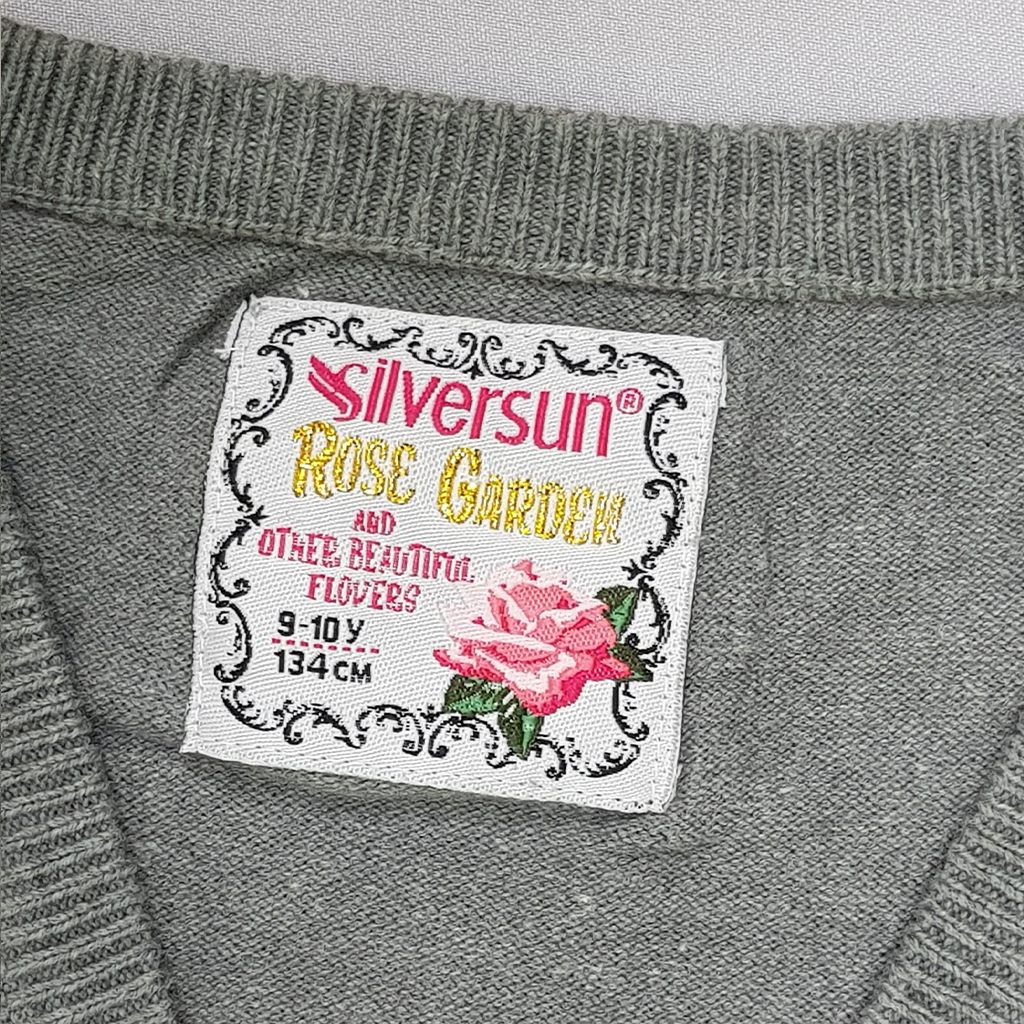 Silversun®
ROSE GARDEN
AND
OTHER BEAUTIFUL
FLOVERS
9-10 Y
134 CM